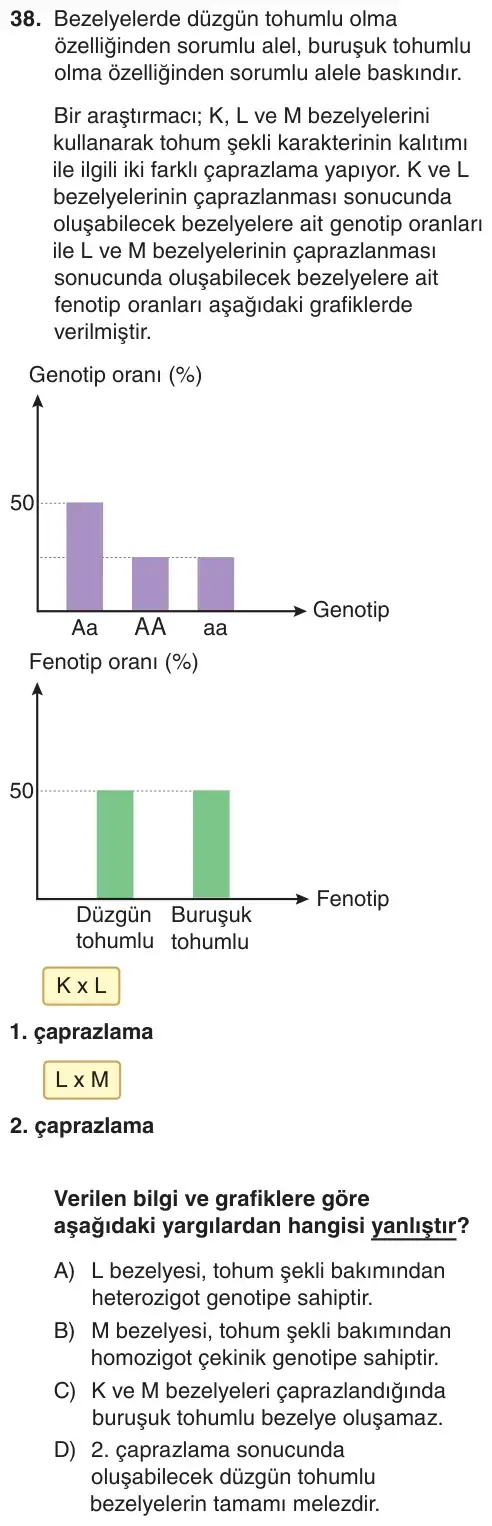 38. Bezelyelerde düzgün tohumlu olma
özelliğinden sorumlu alel, buruşuk tohumlu
olma özelliğinden sorumlu alele baskındır.
Bir araştırmacı; K, L ve M bezelyelerini
kullanarak tohum şekli karakterinin kalıtımı
ile ilgili iki farklı çaprazlama yapıyor. K ve L
bezelyelerinin çaprazlanması sonucunda
oluşabilecek bezelyelere ait genotip oranları
ile L ve M bezelyelerinin çaprazlanması
sonucunda oluşabilecek bezelyelere ait
fenotip oranları aşağıdaki grafiklerde
verilmiştir.
Genotip oranı (%)
50
Genotip
Aa AA aa
Fenotip oranı (%)
50
Fenotip
Düzgün Buruşuk
tohumlu tohumlu
K x L
1. çaprazlama
L x M
2. çaprazlama
Verilen bilgi ve grafiklere göre
aşağıdaki yargılardan hangisi yanlıştır?
A) L bezelyesi, tohum şekli bakımından
heterozigot genotipe sahiptir.
B) M bezelyesi, tohum şekli bakımından
homozigot çekinik genotipe sahiptir.
C) K ve M bezelyeleri çaprazlandığında
buruşuk tohumlu bezelye oluşamaz.
D) 2. çaprazlama sonucunda
oluşabilecek düzgün tohumlu
bezelyelerin tamamı melezdir.